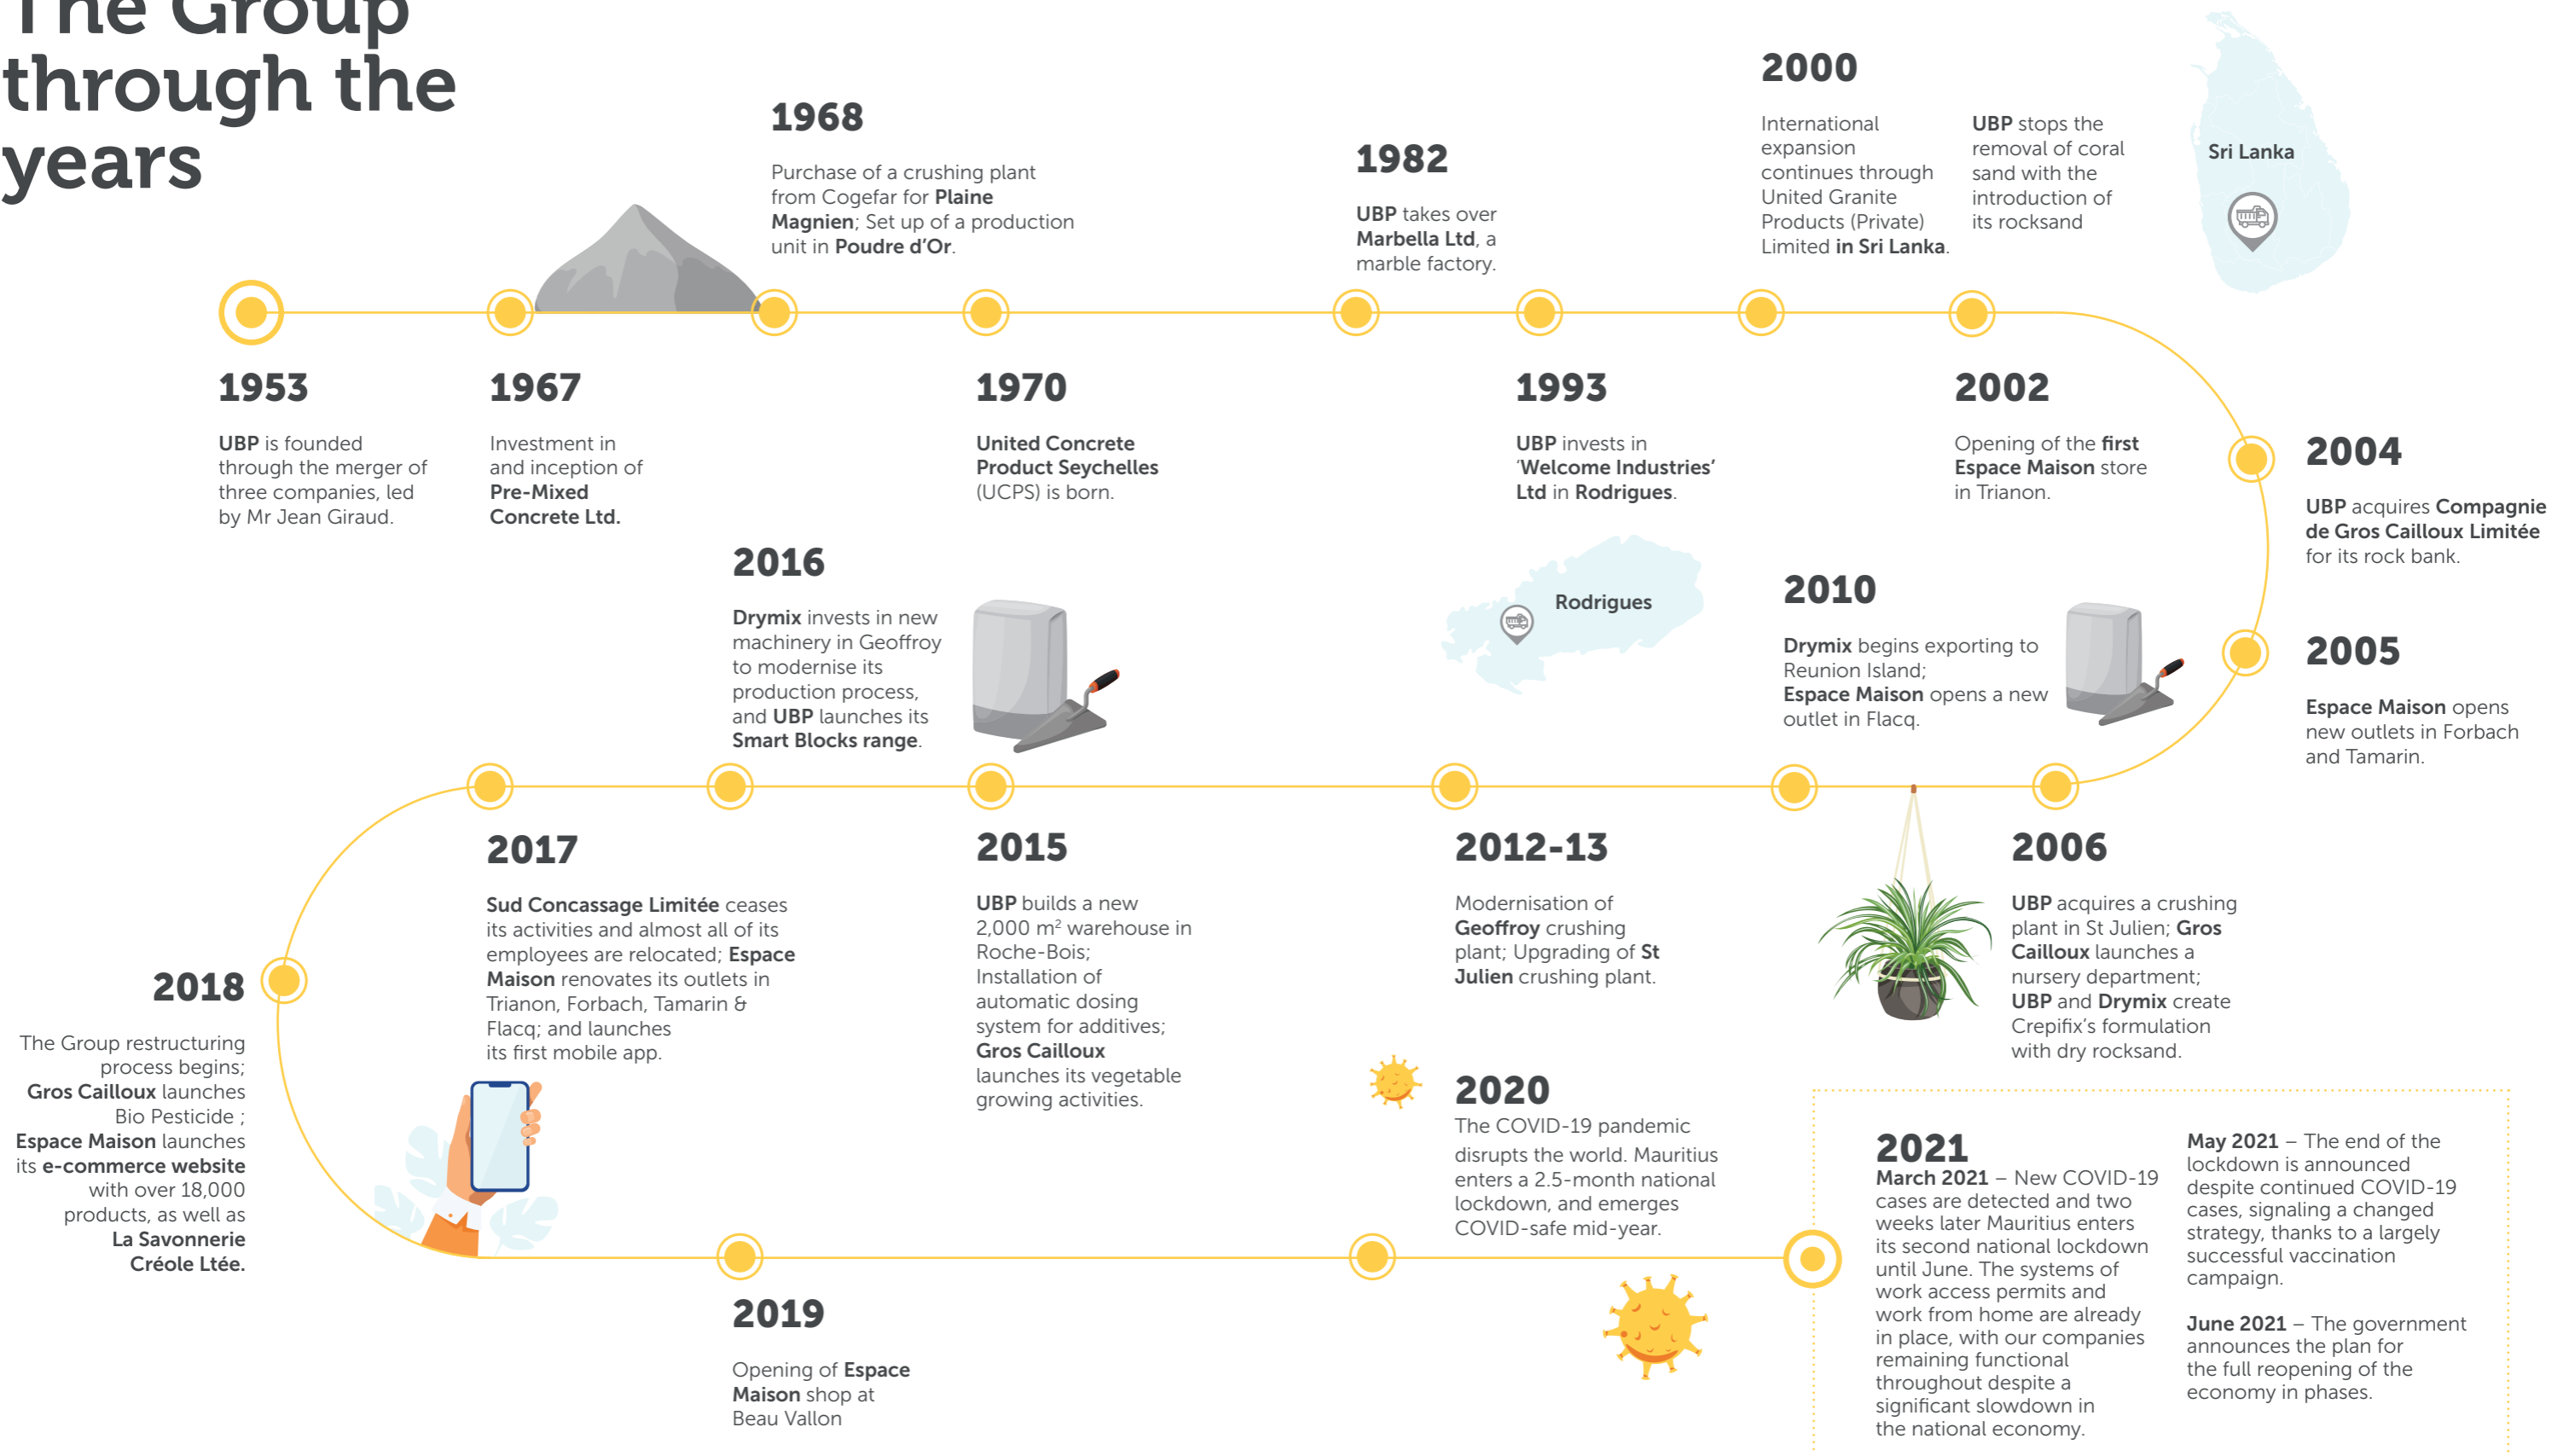 The Group
through the
years
1953
UBP is founded
through the merger of
three companies, led
by Mr Jean Giraud.
1967
Investment in
and inception of
Pre-Mixed
Concrete Ltd.
1968
Purchase of a crushing plant
from Cogefar for Plaine
Magnien; Set up of a production
unit in Poudre d’Or.
1970
United Concrete
Product Seychelles
(UCPS) is born.
1982
UBP takes over
Marbella Ltd, a
marble factory.
1993
UBP invests in
‘Welcome Industries’
Ltd in Rodrigues.
Rodrigues
2000
International
expansion
continues through
United Granite
Products (Private)
Limited in Sri Lanka.
UBP stops the
removal of coral
sand with the
introduction of
its rocksand
Sri Lanka
2002
Opening of the first
Espace Maison store
in Trianon.
2004
UBP acquires Compagnie
de Gros Cailloux Limitée
for its rock bank.
2005
Espace Maison opens
new outlets in Forbach
and Tamarin.
2006
UBP acquires a crushing
plant in St Julien; Gros
Cailloux launches a
nursery department;
UBP and Drymix create
Crepifix’s formulation
with dry rocksand.
2010
Drymix begins exporting to
Reunion Island;
Espace Maison opens a new
outlet in Flacq.
2012-13
Modernisation of
Geoffroy crushing
plant; Upgrading of St
Julien crushing plant.
2015
UBP builds a new
2,000 m² warehouse in
Roche-Bois;
Installation of
automatic dosing
system for additives;
Gros Cailloux
launches its vegetable
growing activities.
2016
Drymix invests in new
machinery in Geoffroy
to modernise its
production process,
and UBP launches its
Smart Blocks range.
2017
Sud Concassage Limitée ceases
its activities and almost all of its
employees are relocated; Espace
Maison renovates its outlets in
Trianon, Forbach, Tamarin &
Flacq; and launches
its first mobile app.
2018
The Group restructuring
process begins;
Gros Cailloux launches
Bio Pesticide ;
Espace Maison launches
its e-commerce website
with over 18,000
products, as well as
La Savonnerie
Créole Ltée.
2019
Opening of Espace
Maison shop at
Beau Vallon
2020
The COVID-19 pandemic
disrupts the world. Mauritius
enters a 2.5-month national
lockdown, and emerges
COVID-safe mid-year.
2021
March 2021 – New COVID-19
cases are detected and two
weeks later Mauritius enters
its second national lockdown
until June. The systems of
work access permits and
work from home are already
in place, with our companies
remaining functional
throughout despite a
significant slowdown in
the national economy.
May 2021 – The end of the
lockdown is announced
despite continued COVID-19
cases, signaling a changed
strategy, thanks to a largely
successful vaccination
campaign.
June 2021 – The government
announces the plan for
the full reopening of the
economy in phases.